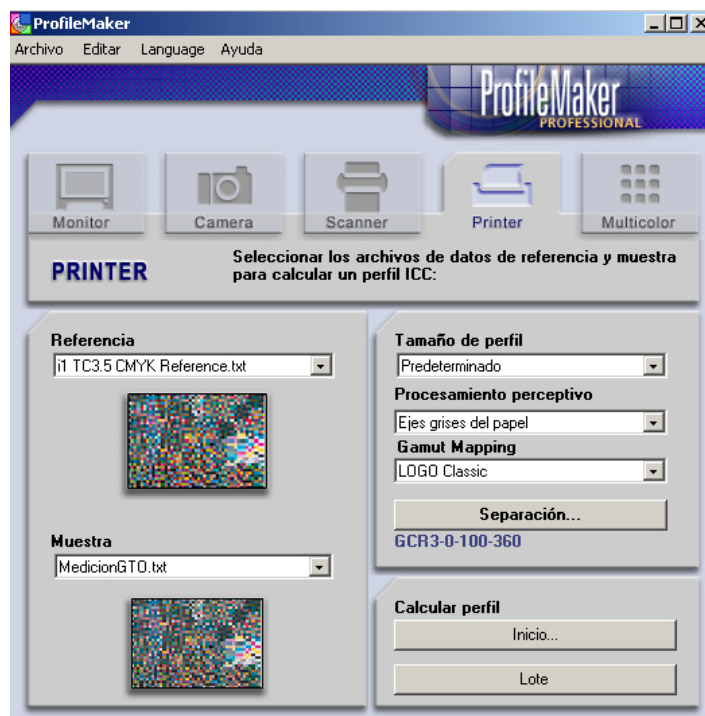 ProfileMaker
Archivo Editar Language Ayuda
ProfileMaker
PROFESSIONAL
Monitor Camera Scanner Printer Multicolor
PRINTER
Seleccionar los archivos de datos de referencia y muestra
para calcular un perfil ICC:
Referencia
i1 TC3.5 CMYK Reference.txt
Muestra
MedicionGTO.txt
Tamaño de perfil
Predeterminado
Procesamiento perceptivo
Ejes grises del papel
Gamut Mapping
LOGO Classic
Separación...
GCR3-0-100-360
Calcular perfil
Inicio...
Lote